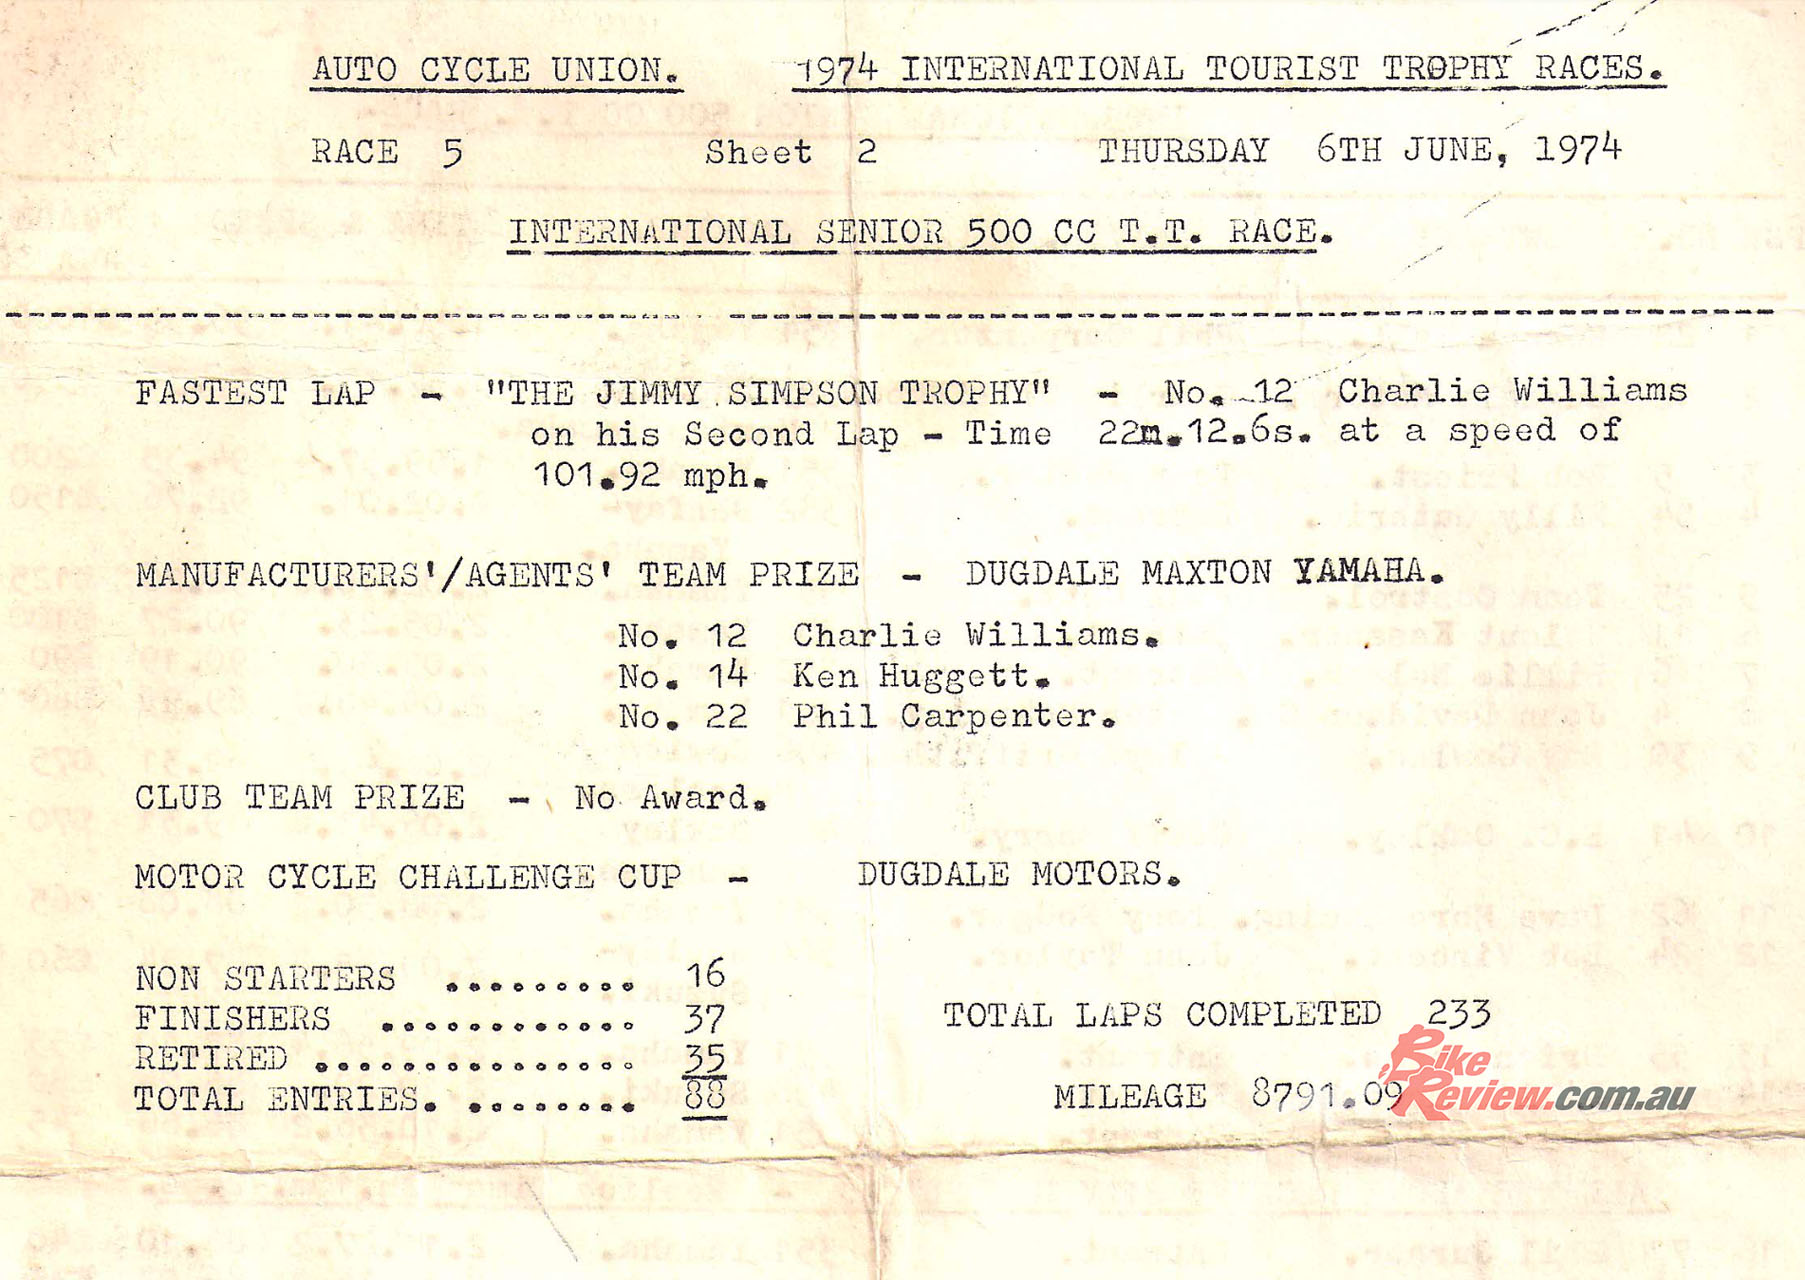 AUTO CYCLE UNION. 1974 INTERNATIONAL TOURIST TROPHY RACES.
RACE 5 Sheet 2 THURSDAY 6TH JUNE, 1974
INTERNATIONAL SENIOR 500 CC T.T. RACE.
FASTEST LAP - "THE JIMMY SIMPSON TROPHY" - No. 12 Charlie Williams
on his Second Lap - Time 22m.12.6s. at a speed of
101.92 mph.
MANUFACTURERS'/AGENTS' TEAM PRIZE - DUGDALE MAXTON YAMAHA.
No. 12 Charlie Williams.
No. 14 Ken Huggett.
No. 22 Phil Carpenter.
CLUB TEAM PRIZE - No Award.
MOTOR CYCLE CHALLENGE CUP - DUGDALE MOTORS.
NON STARTERS ......... 16
FINISHERS ............ 37
TOTAL LAPS COMPLETED 233
RETIRED ............... 35
TOTAL ENTRIES. ........ 88
MILEAGE 8791.09
BikeReview.com.au